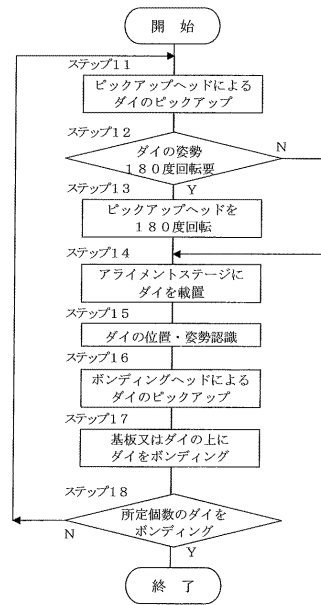 開　始
ステップ１１
ピックアップヘッドによる
ダイのピックアップ
ステップ１２
ダイの姿勢
１８０度回転要
N
Y
ステップ１３
ピックアップヘッドを
１８０度回転
ステップ１４
アライメントステージに
ダイを載置
ステップ１５
ダイの位置・姿勢認識
ステップ１６
ボンディングヘッドによる
ダイのピックアップ
ステップ１７
基板又はダイの上に
ダイをボンディング
ステップ１８
所定個数のダイを
ボンディング
N
Y
終　了